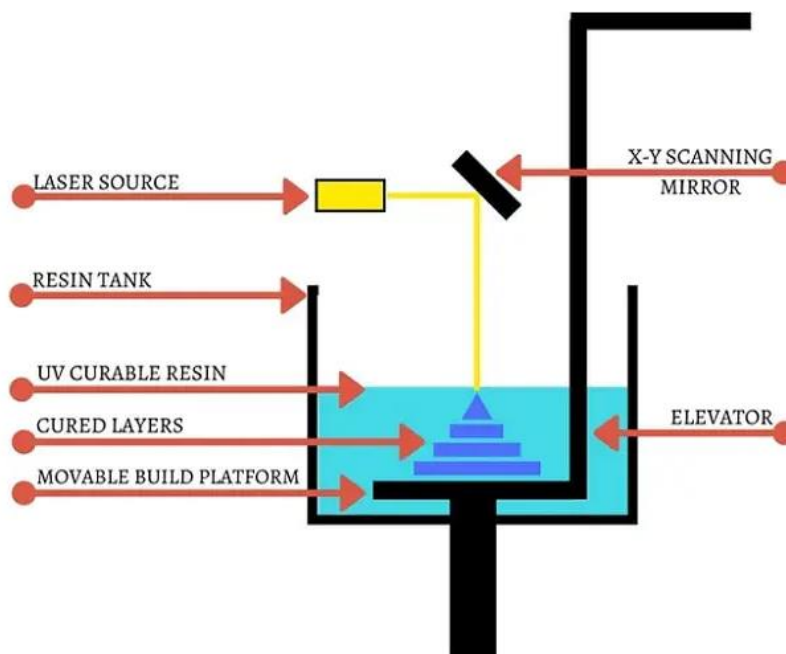 X-Y SCANNING
MIRROR
LASER SOURCE
RESIN TANK
UV CURABLE RESIN
CURED LAYERS
ELEVATOR
MOVABLE BUILD PLATFORM